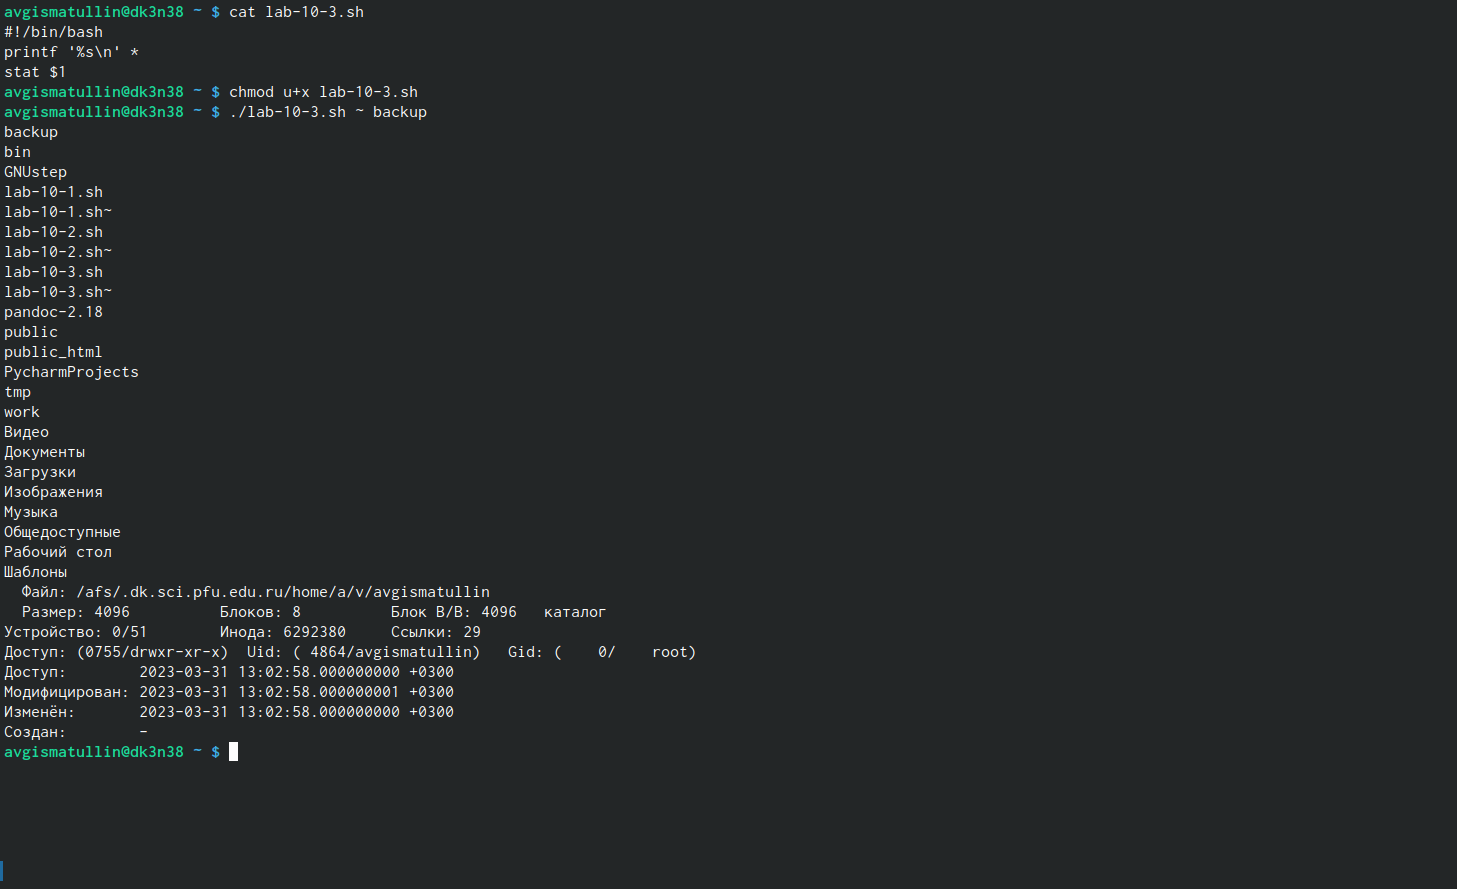 avgismatullin@dk3n38 ~ $ cat lab-10-3.sh
#!/bin/bash
printf '%s\n' *
stat $1
avgismatullin@dk3n38 ~ $ chmod u+x lab-10-3.sh
avgismatullin@dk3n38 ~ $ ./lab-10-3.sh ~ backup
backup
bin
GNUstep
lab-10-1.sh
lab-10-1.sh~
lab-10-2.sh
lab-10-2.sh~
lab-10-3.sh
lab-10-3.sh~
pandoc-2.18
public
public_html
PycharmProjects
tmp
work
Видео
Документы
Загрузки
Изображения
Музыка
Общедоступные
Рабочий стол
Шаблоны
  Файл: /afs/.dk.sci.pfu.edu.ru/home/a/v/avgismatullin
  Размер: 4096          Блоков: 8          Блок В/В: 4096   каталог
Устройство: 0/51        Инода: 6292380     Ссылки: 29
Доступ: (0755/drwxr-xr-x)  Uid: ( 4864/avgismatullin)   Gid: (    0/    root)
Доступ:        2023-03-31 13:02:58.000000000 +0300
Модифицирован: 2023-03-31 13:02:58.000000001 +0300
Изменён:       2023-03-31 13:02:58.000000000 +0300
Создан:        -
avgismatullin@dk3n38 ~ $